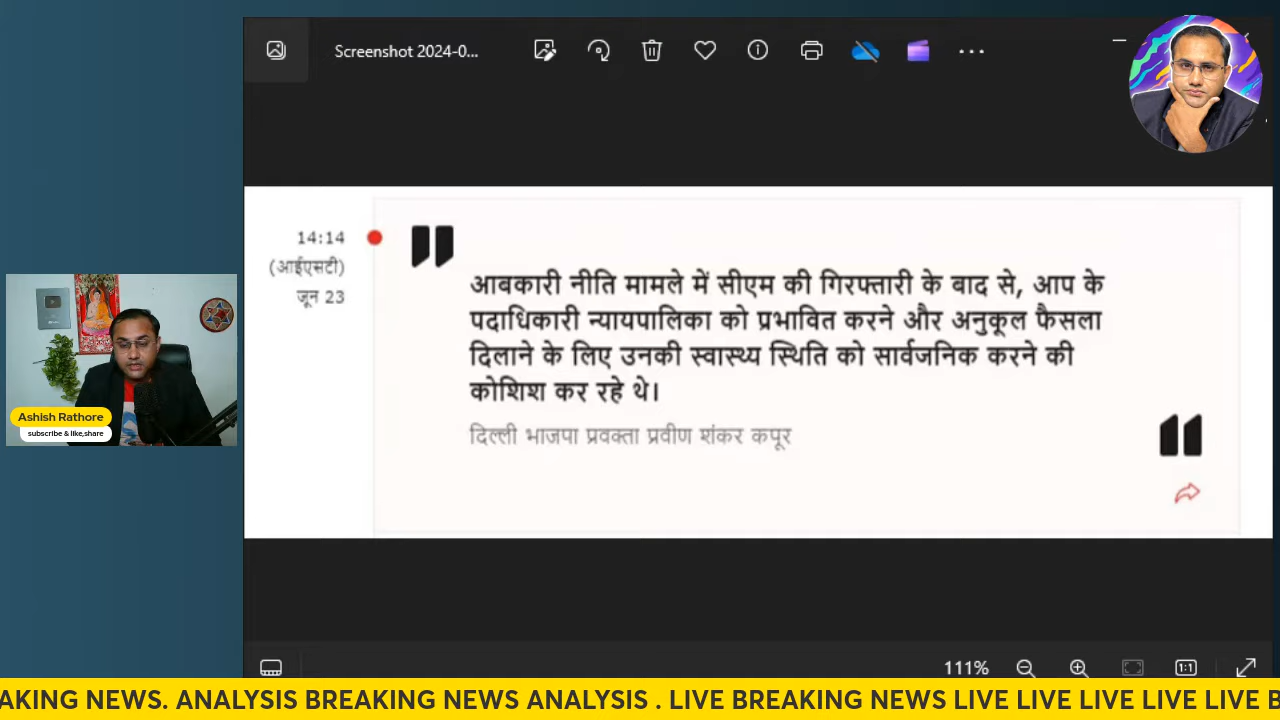 Screenshot 2024-0...
14:14
(आईएसटी)
जून 23
आबकारी नीति मामले में सीएम की गिरफ्तारी के बाद से, आप के
पदाधिकारी न्यायपालिका को प्रभावित करने और अनुकूल फैसला
दिलाने के लिए उनकी स्वास्थ्य स्थिति को सार्वजनिक करने की
कोशिश कर रहे थे।
दिल्ली भाजपा प्रवक्ता प्रवीण शंकर कपूर
Ashish Rathore
subscribe & like,share
111%
1:1
AKING NEWS. ANALYSIS BREAKING NEWS ANALYSIS . LIVE BREAKING NEWS LIVE LIVE LIVE LIVE LIVE B